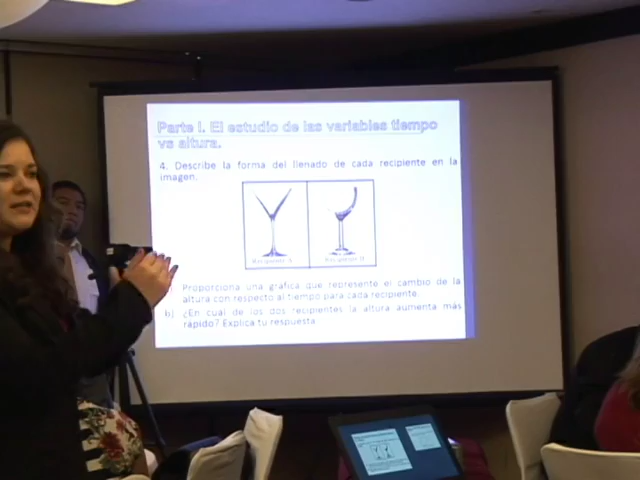 Parte I. El estudio de las variables tiempo
vs altura.
4. Describe la forma del llenado de cada recipiente en la
imagen.
Proporciona una gráfica que represente el cambio de la
altura con respecto al tiempo para cada recipiente.
b) ¿En cual de los dos recipientes la altura aumenta más
rápido? Explica tu respuesta